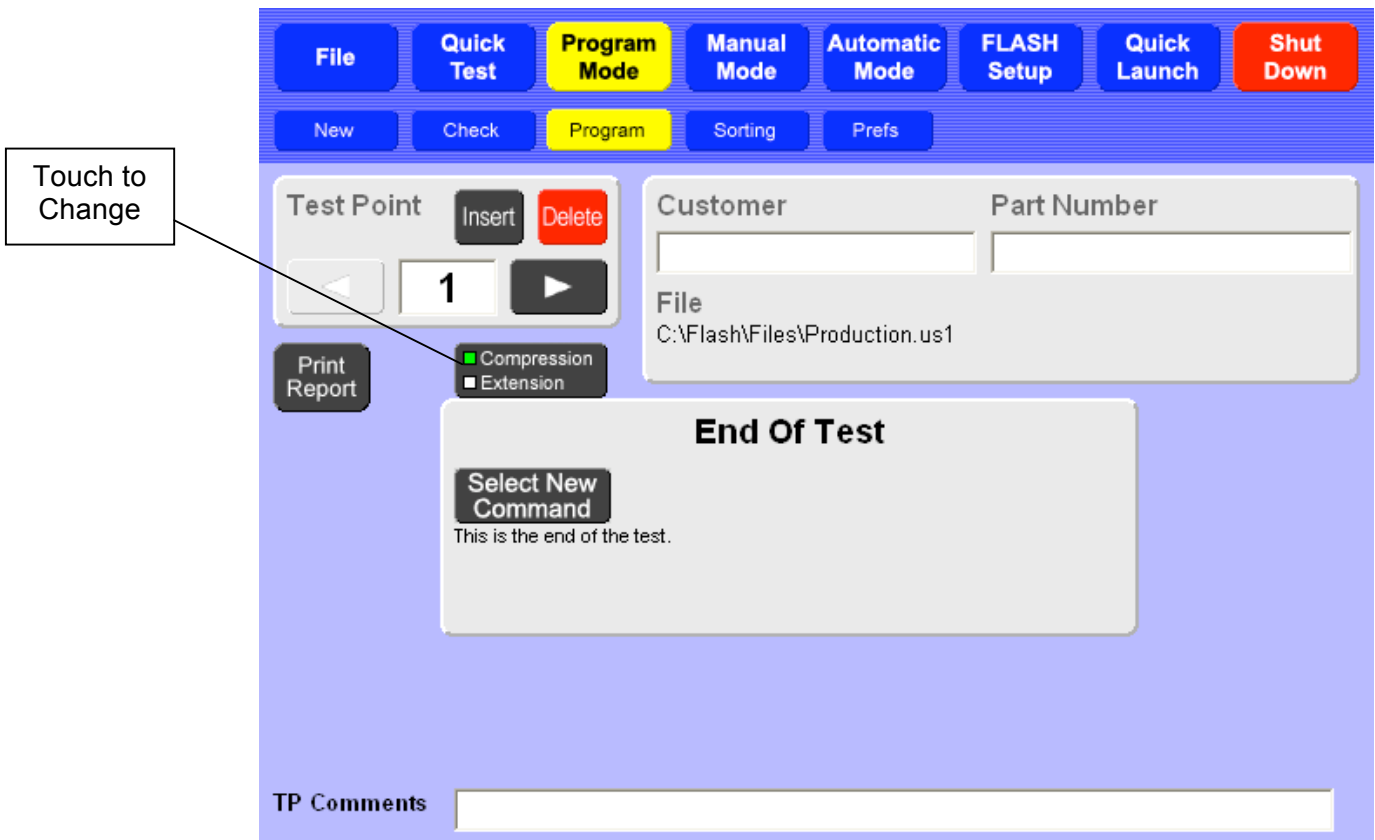 File
Quick
Test
Program
Mode
Manual
Mode
Automatic
Mode
FLASH
Setup
Quick
Launch
Shut
Down
New
Check
Program
Sorting
Prefs
Touch to
Change
Test Point
Insert
Delete
1
Customer
Part Number
File
C:\Flash\Files\Production.us1
Print
Report
Compression
Extension
End Of Test
Select New
Command
This is the end of the test.
TP Comments